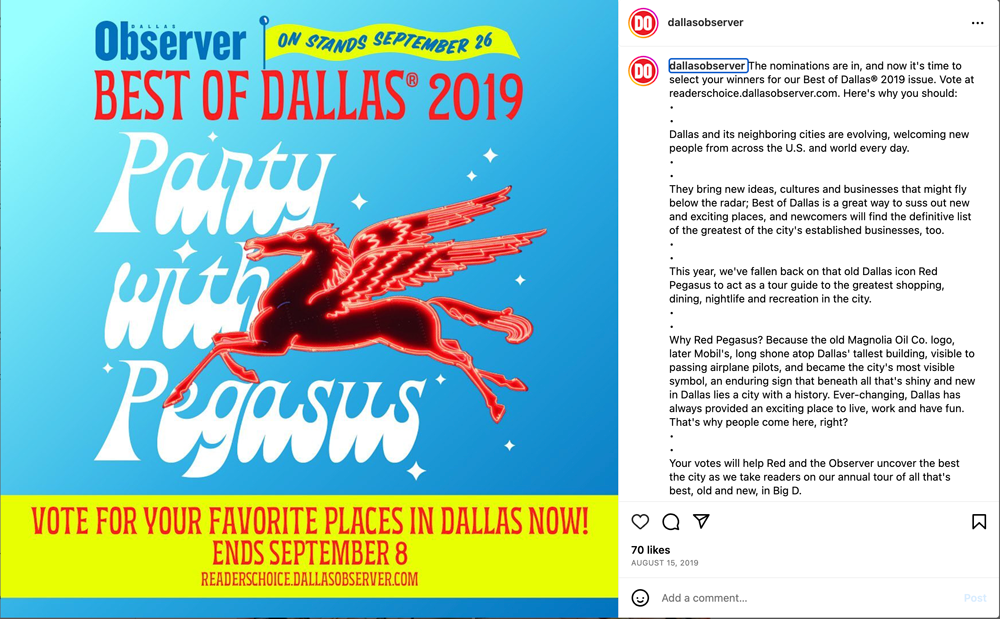 DALLAS
Observer
ON STANDS SEPTEMBER 26
BEST OF DALLAS® 2019
Party
with
Pegasus
VOTE FOR YOUR FAVORITE PLACES IN DALLAS NOW!
ENDS SEPTEMBER 8
READERSCHOICE.DALLASOBSERVER.COM
DO
dallasobserver
DO
dallasobserver The nominations are in, and now it's time to
select your winners for our Best of Dallas® 2019 issue. Vote at
readerschoice.dallasobserver.com. Here's why you should:
•
•
Dallas and its neighboring cities are evolving, welcoming new
people from across the U.S. and world every day.
•
•
They bring new ideas, cultures and businesses that might fly
below the radar; Best of Dallas is a great way to suss out new
and exciting places, and newcomers will find the definitive list
of the greatest of the city's established businesses, too.
•
•
This year, we've fallen back on that old Dallas icon Red
Pegasus to act as a tour guide to the greatest shopping,
dining, nightlife and recreation in the city.
•
•
Why Red Pegasus? Because the old Magnolia Oil Co. logo,
later Mobil's, long shone atop Dallas' tallest building, visible to
passing airplane pilots, and became the city's most visible
symbol, an enduring sign that beneath all that's shiny and new
in Dallas lies a city with a history. Ever-changing, Dallas has
always provided an exciting place to live, work and have fun.
That's why people come here, right?
•
•
Your votes will help Red and the Observer uncover the best
the city as we take readers on our annual tour of all that's
best, old and new, in Big D.
70 likes
AUGUST 15, 2019
Add a comment...
Post